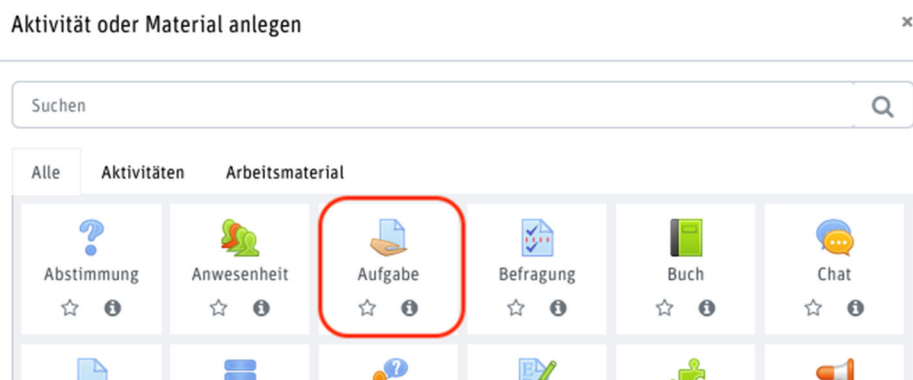 Aktivität oder Material anlegen
Suchen
Alle Aktivitäten Arbeitsmaterial
Abstimmung Anwesenheit Aufgabe Befragung Buch Chat